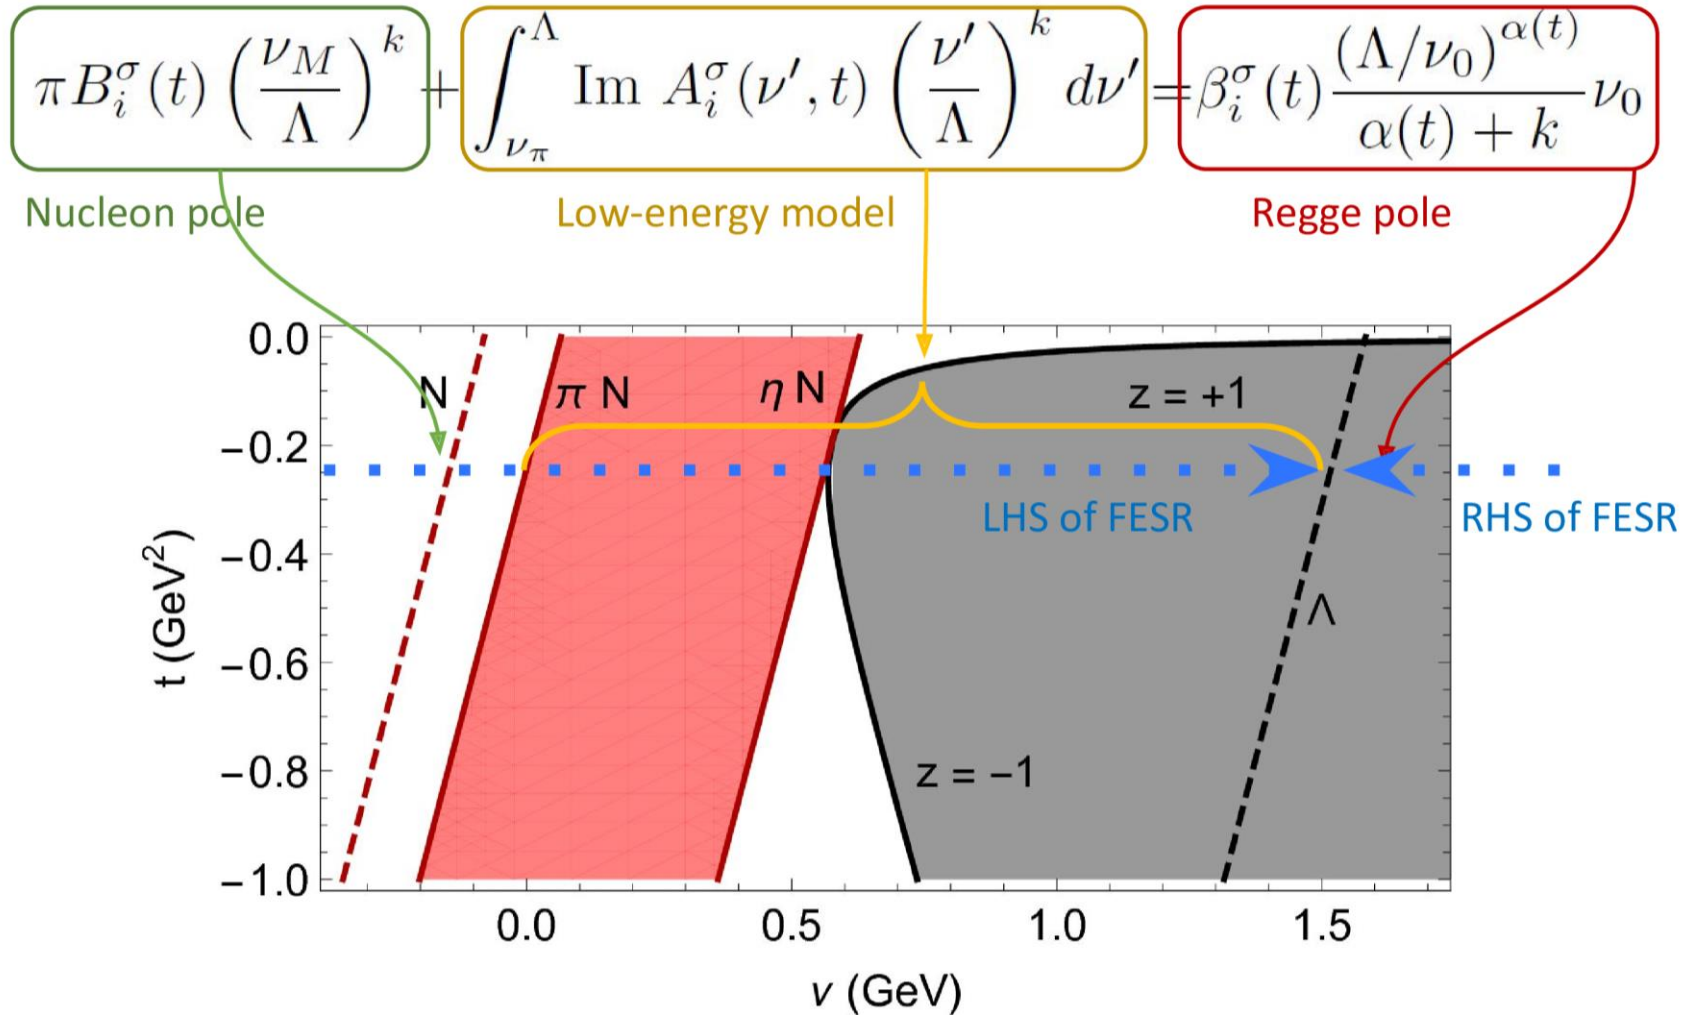 πB_i^σ(t) (ν_M/Λ)^k + ∫_{ν_π}^Λ Im A_i^σ(ν′, t) (ν′/Λ)^k dν′ = β_i^σ(t) (Λ/ν_0)^{α(t)}/(α(t) + k) ν_0
Nucleon pole Low-energy model Regge pole
0.0
N π N η N z = +1
−0.2
LHS of FESR RHS of FESR
−0.4
Λ
−0.6
z = −1
−0.8
−1.0
t (GeV²)
0.0 0.5 1.0 1.5
ν (GeV)